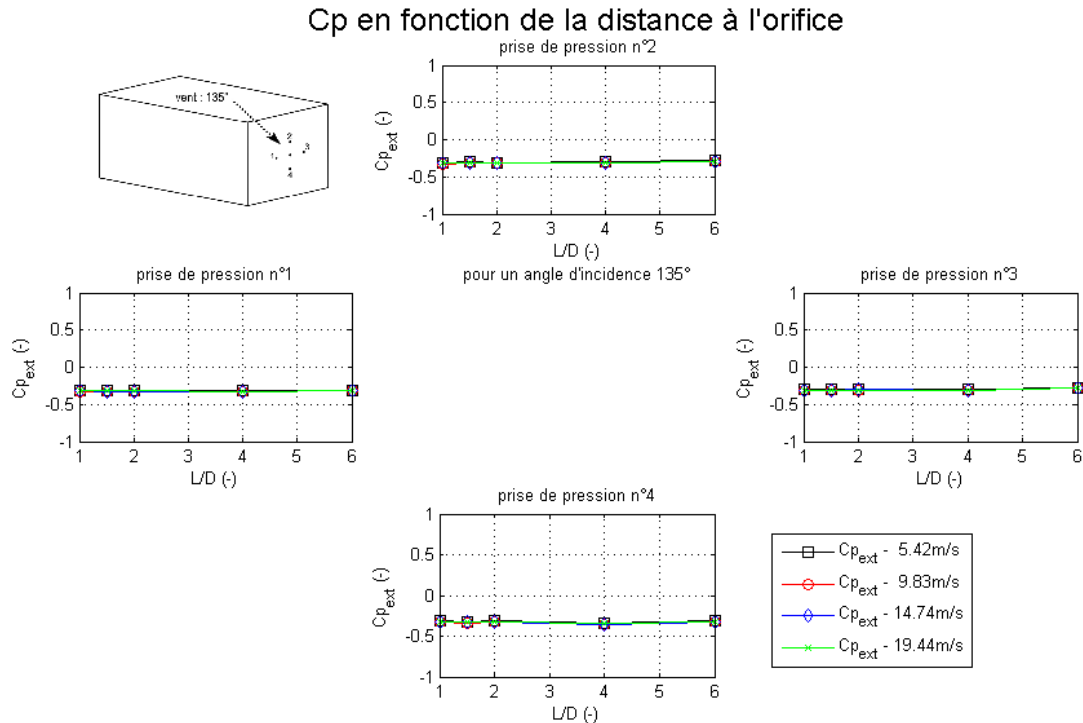 Cp en fonction de la distance à l'orifice
prise de pression n°2
vent : 135°
2
1
3
4
Cp_ext (-)
1
0.5
0
-0.5
-1
1 2 3 4 5 6
L/D (-)
pour un angle d'incidence 135°
prise de pression n°1
Cp_ext (-)
1
0.5
0
-0.5
-1
1 2 3 4 5 6
L/D (-)
prise de pression n°3
Cp_ext (-)
1
0.5
0
-0.5
-1
1 2 3 4 5 6
L/D (-)
prise de pression n°4
Cp_ext (-)
1
0.5
0
-0.5
-1
1 2 3 4 5 6
L/D (-)
Cp_ext - 5.42m/s
Cp_ext - 9.83m/s
Cp_ext - 14.74m/s
Cp_ext - 19.44m/s